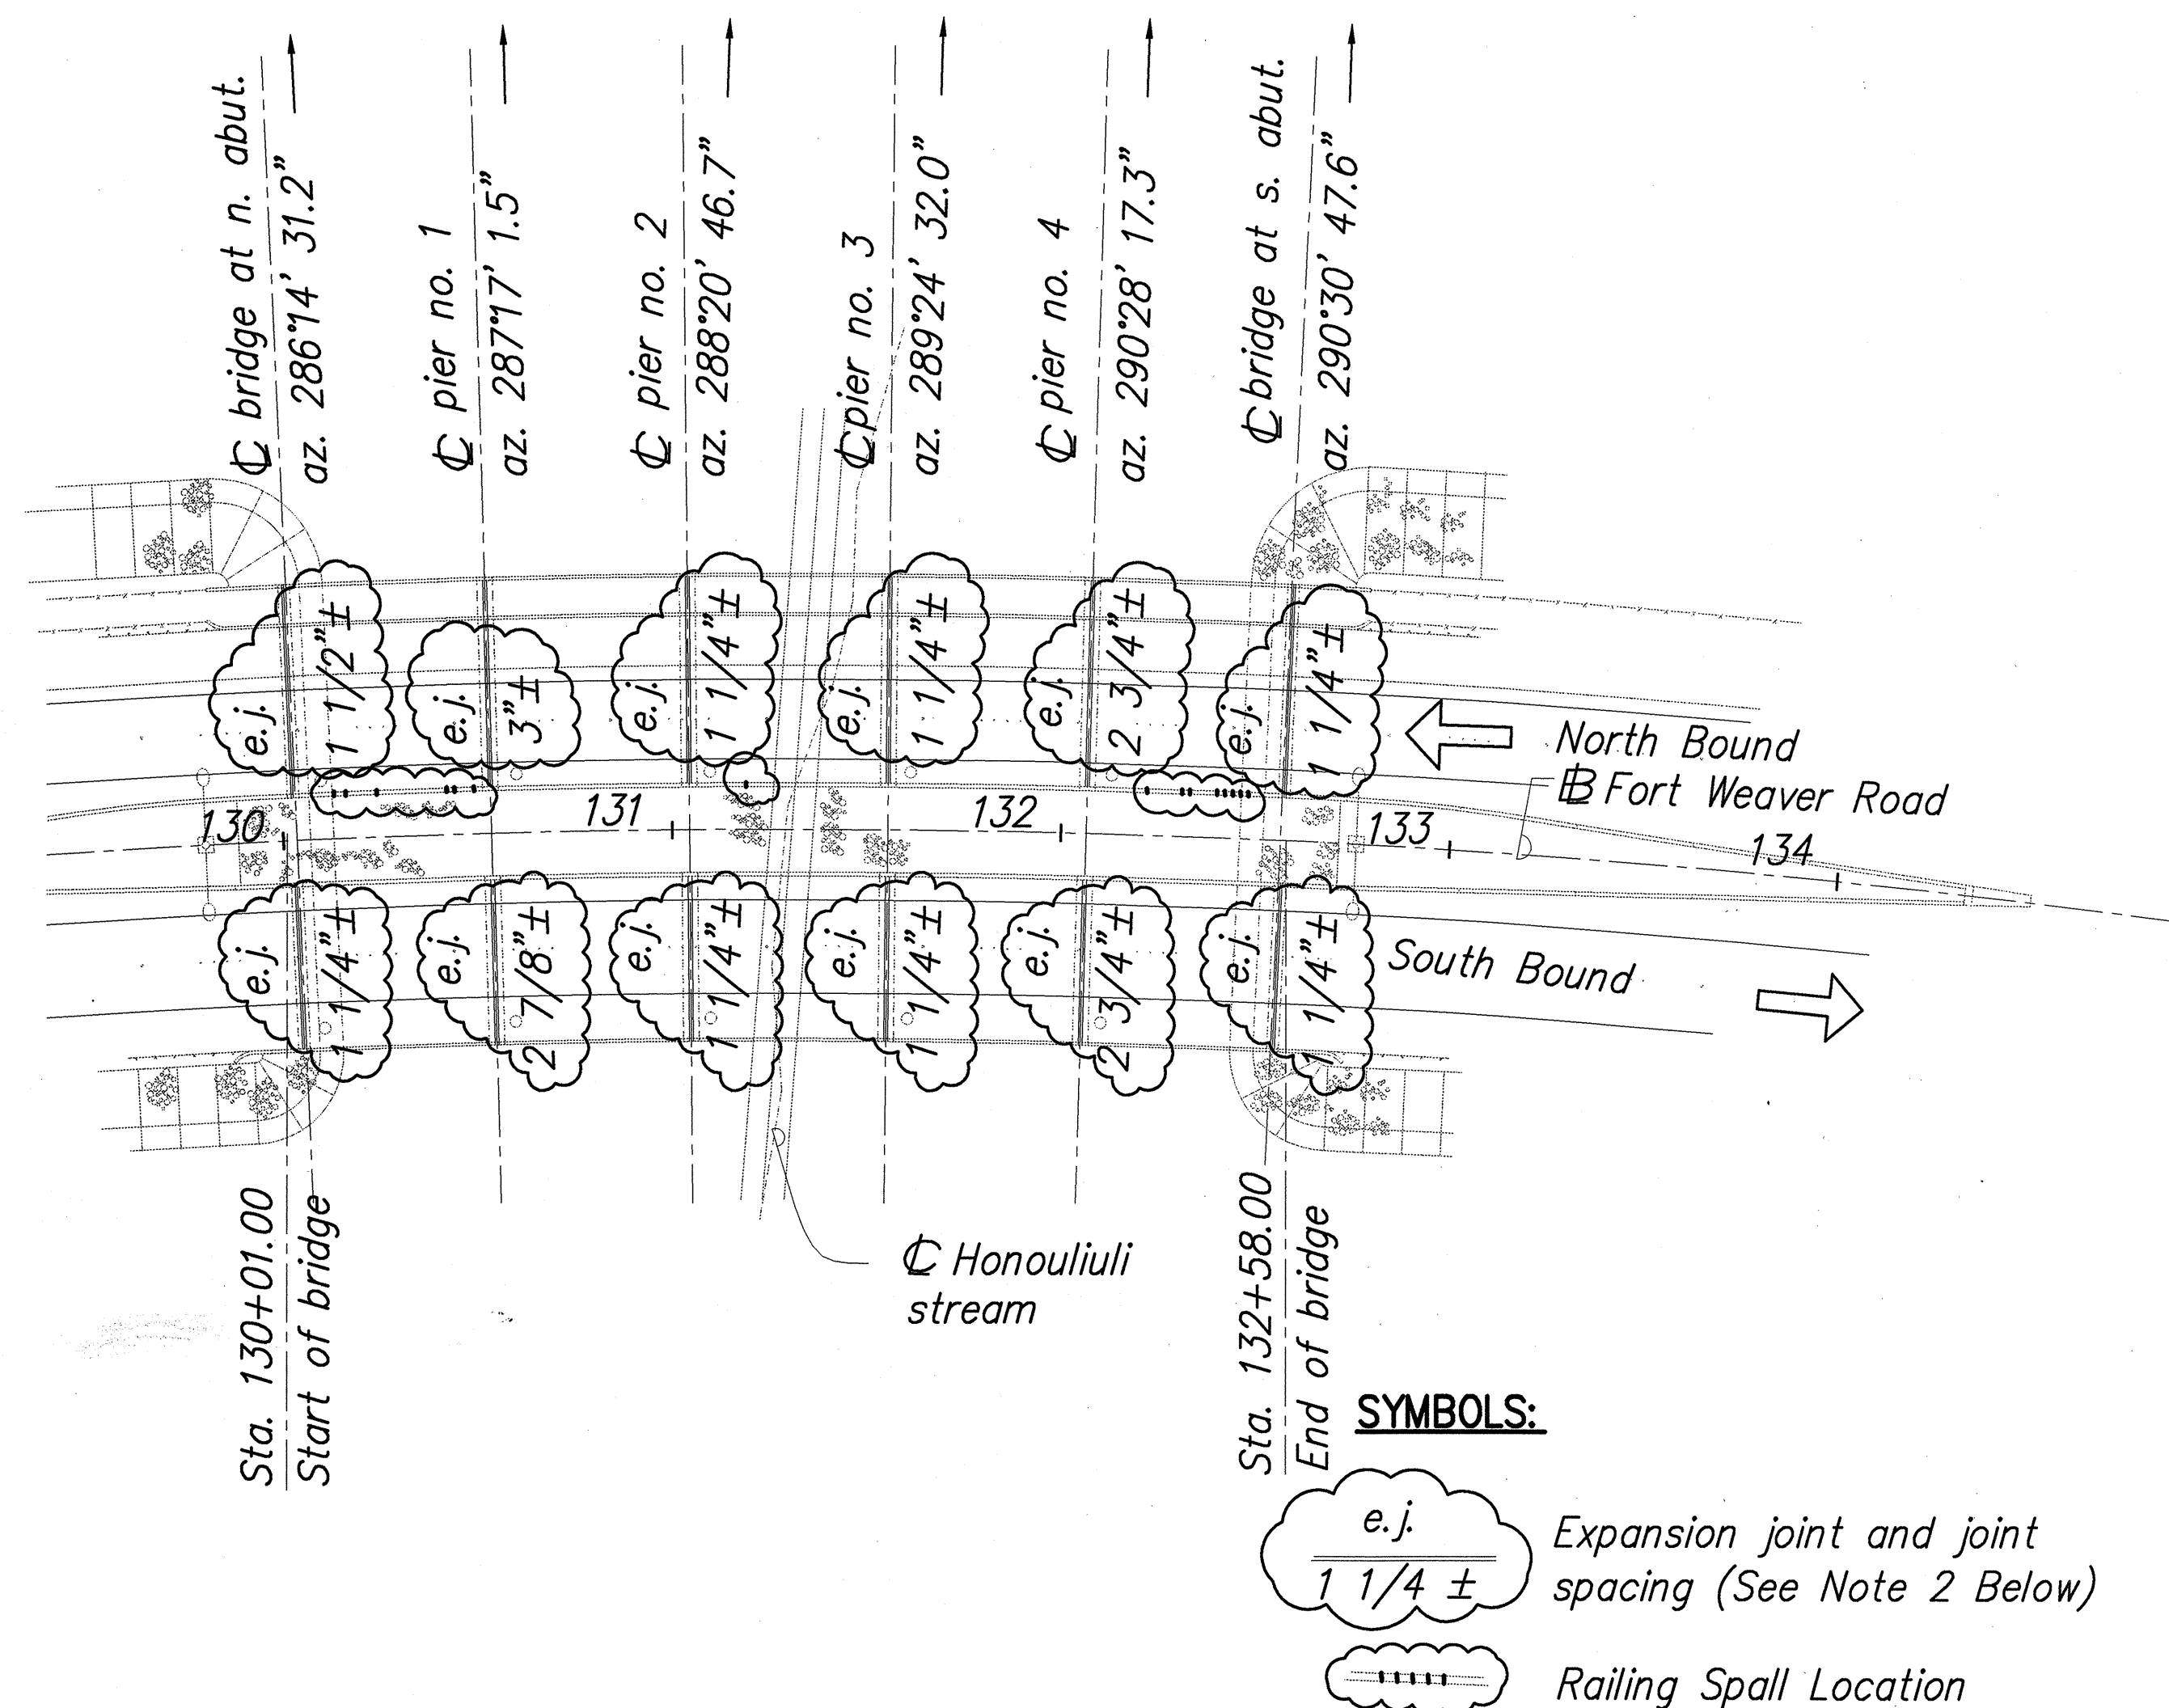 ℄ bridge at n. abut.
az. 286°14' 31.2"
℄ pier no. 1
az. 287°17' 1.5"
℄ pier no. 2
az. 288°20' 46.7"
℄ pier no. 3
az. 289°24' 32.0"
℄ pier no. 4
az. 290°28' 17.3"
℄ bridge at s. abut.
az. 290°30' 47.6"
e.j.
1 1/2"±
e.j.
3"±
e.j.
1 1/4"±
e.j.
1 1/4"±
e.j.
2 3/4"±
e.j.
1 1/4"±
North Bound
BL Fort Weaver Road
130
131
132
133
134
e.j.
1 1/4"±
e.j.
2 7/8"±
e.j.
1 1/4"±
e.j.
1 1/4"±
e.j.
2 3/4"±
e.j.
1 1/4"±
South Bound
Sta. 130+01.00
Start of bridge
℄ Honouliuli
stream
Sta. 132+58.00
End of bridge
SYMBOLS:
e.j.
1 1/4 ±
Expansion joint and joint
spacing (See Note 2 Below)
Railing Spall Location